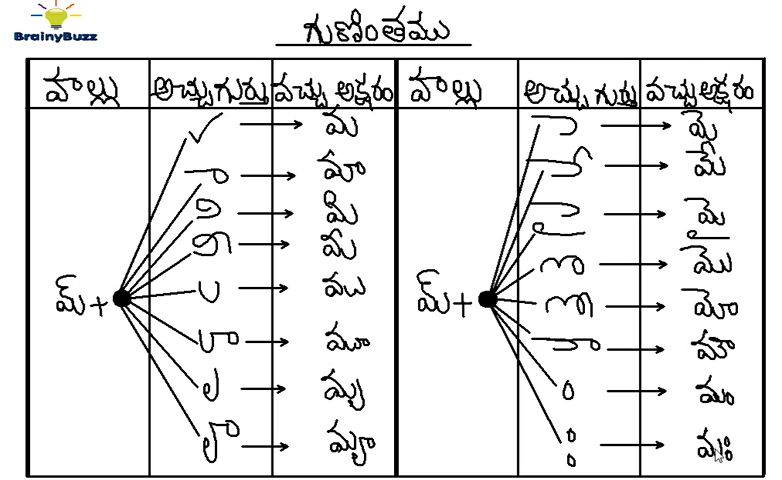 BrainyBuzz
గుణింతము
హల్లు అచ్చుగుర్తు వచ్చు అక్షరం హల్లు అచ్చు గుర్తు వచ్చు అక్షరం
✓ → మ ె → మె
ా → మా ే → మే
ి → మి ై → మై
ీ → మీ ొ → మొ
మ్ + ు → ము మ్ + ో → మో
ూ → మూ ౌ → మౌ
ృ → మృ ం → మం
ౄ → మౄ ః → మః